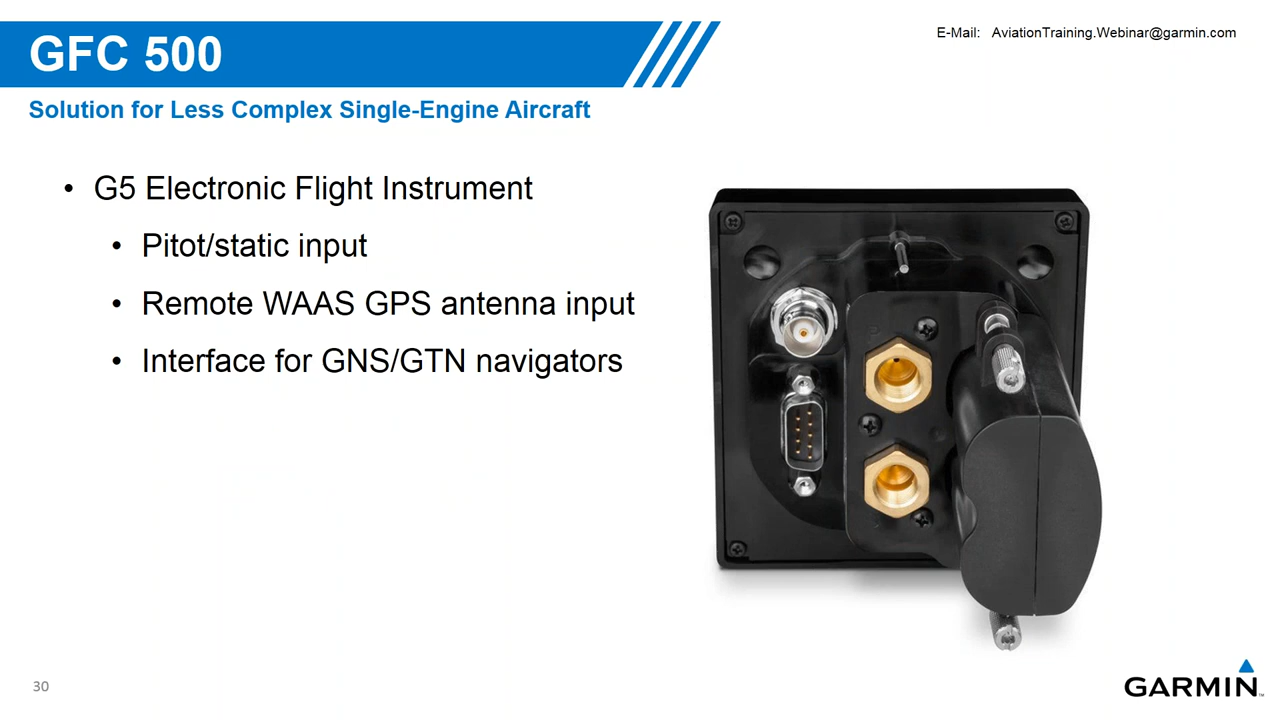 GFC 500
E-Mail: AviationTraining.Webinar@garmin.com
Solution for Less Complex Single-Engine Aircraft
• G5 Electronic Flight Instrument
• Pitot/static input
• Remote WAAS GPS antenna input
• Interface for GNS/GTN navigators
30
GARMIN